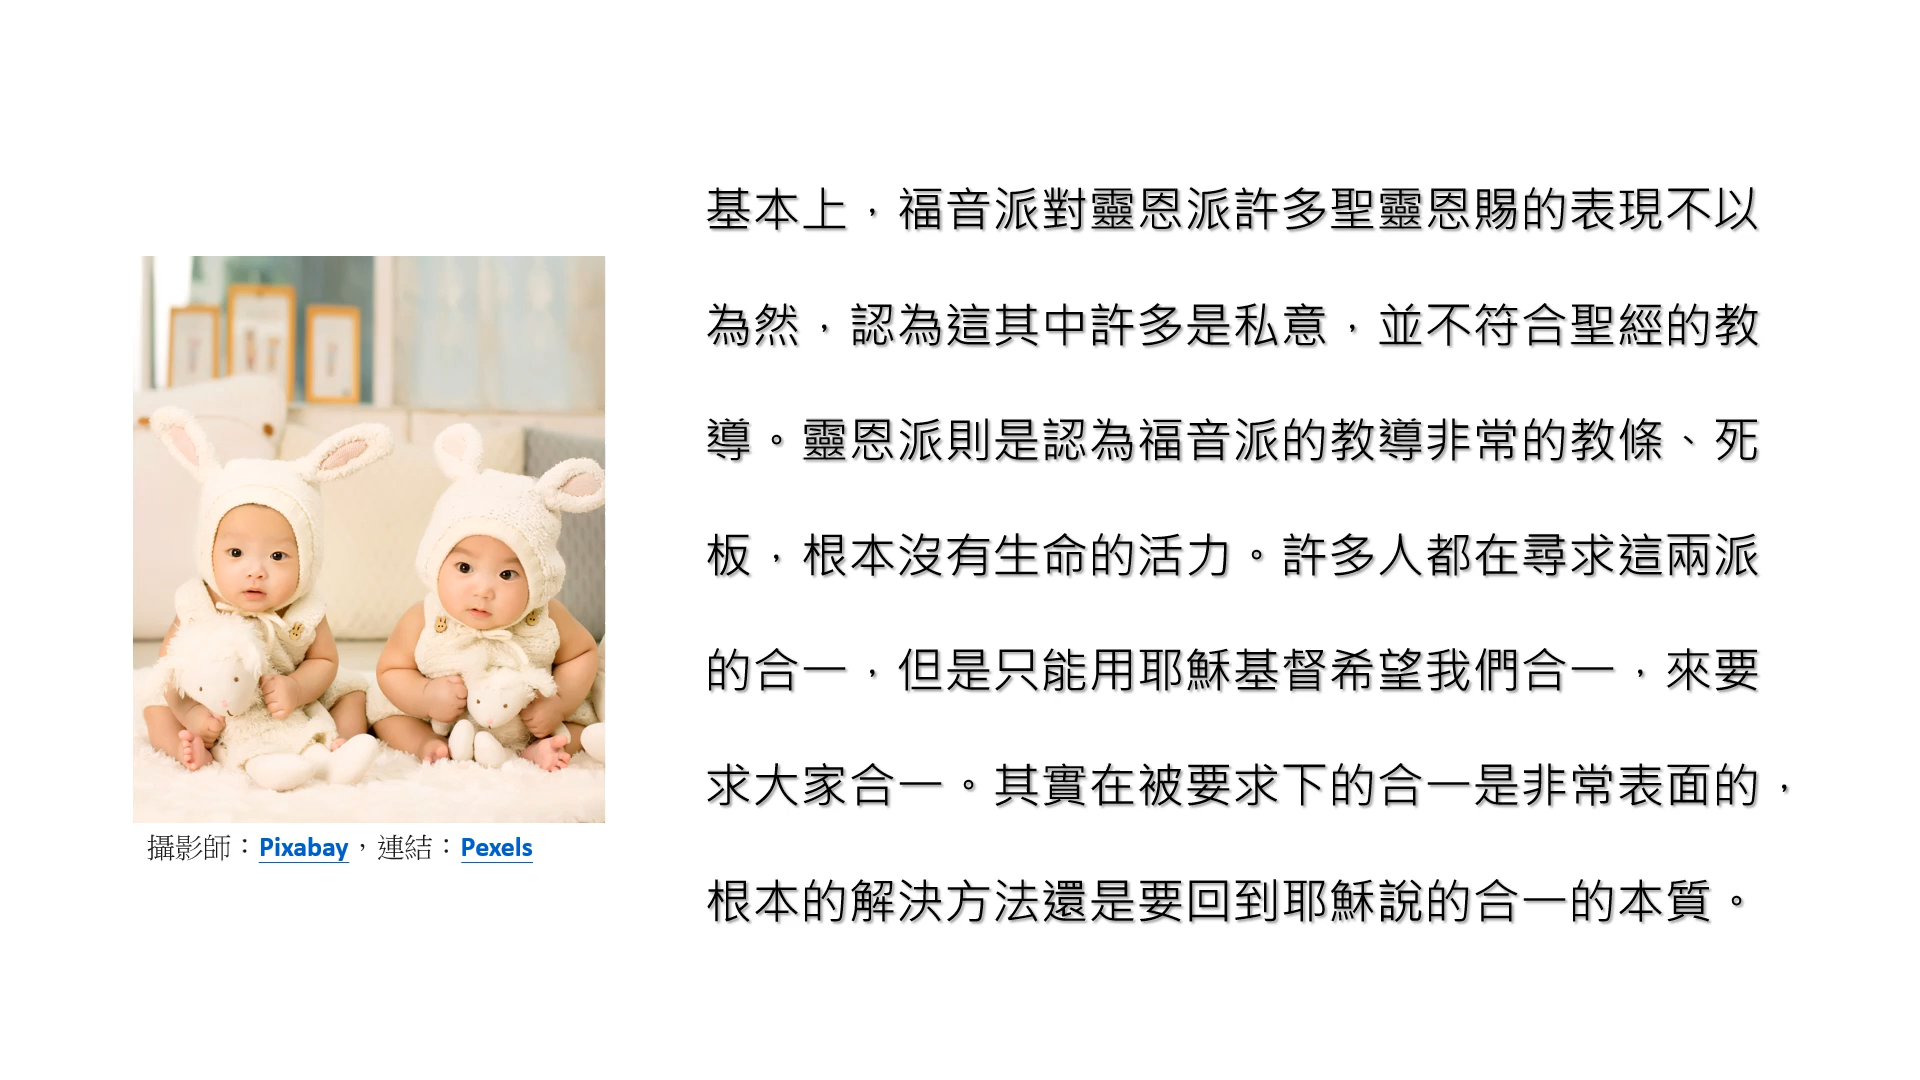 基本上，福音派對靈恩派許多聖靈恩賜的表現不以
為然，認為這其中許多是私意，並不符合聖經的教
導。靈恩派則是認為福音派的教導非常的教條、死
板，根本沒有生命的活力。許多人都在尋求這兩派
的合一，但是只能用耶穌基督希望我們合一，來要
求大家合一。其實在被要求下的合一是非常表面的，
根本的解決方法還是要回到耶穌說的合一的本質。
攝影師：Pixabay，連結：Pexels